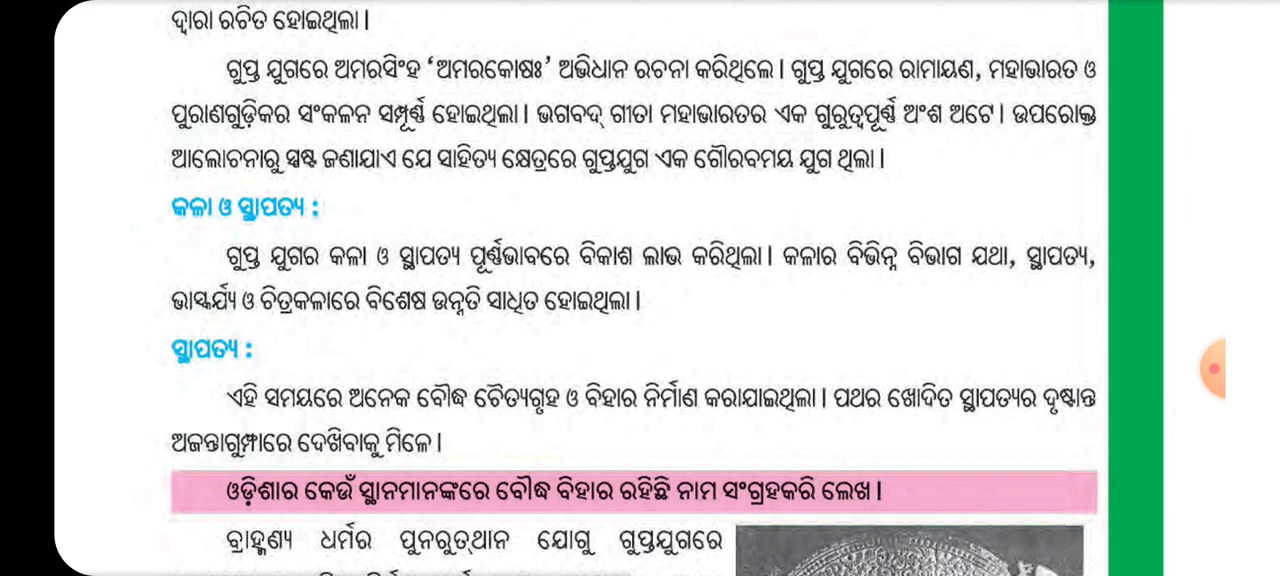 ଦ୍ୱାରା ରଚିତ ହୋଇଥିଲା ।
ଗୁପ୍ତ ଯୁଗରେ ଅମରସିଂହ ‘ଅମରକୋଷଃ’ ଅଭିଧାନ ରଚନା କରିଥିଲେ । ଗୁପ୍ତ ଯୁଗରେ ରାମାୟଣ, ମହାଭାରତ ଓ
ପୁରାଣଗୁଡ଼ିକର ସଂକଳନ ସମ୍ପୂର୍ଣ୍ଣ ହୋଇଥିଲା । ଭଗବଦ୍ ଗୀତା ମହାଭାରତର ଏକ ଗୁରୁତ୍ୱପୂର୍ଣ୍ଣ ଅଂଶ ଅଟେ । ଉପରୋକ୍ତ
ଆଲୋଚନାରୁ ସ୍ପଷ୍ଟ ଜଣାଯାଏ ଯେ ସାହିତ୍ୟ କ୍ଷେତ୍ରରେ ଗୁପ୍ତଯୁଗ ଏକ ଗୌରବମୟ ଯୁଗ ଥିଲା ।
କଳା ଓ ସ୍ଥାପତ୍ୟ :
ଗୁପ୍ତ ଯୁଗର କଳା ଓ ସ୍ଥାପତ୍ୟ ପୂର୍ଣ୍ଣଭାବରେ ବିକାଶ ଲାଭ କରିଥିଲା । କଳାର ବିଭିନ୍ନ ବିଭାଗ ଯଥା, ସ୍ଥାପତ୍ୟ,
ଭାସ୍କର୍ଯ୍ୟ ଓ ଚିତ୍ରକଳାରେ ବିଶେଷ ଉନ୍ନତି ସାଧିତ ହୋଇଥିଲା ।
ସ୍ଥାପତ୍ୟ :
ଏହି ସମୟରେ ଅନେକ ବୌଦ୍ଧ ଚୈତ୍ୟଗୃହ ଓ ବିହାର ନିର୍ମାଣ କରାଯାଇଥିଲା । ପଥର ଖୋଦିତ ସ୍ଥାପତ୍ୟର ଦୃଷ୍ଟାନ୍ତ
ଅଜନ୍ତାଗୁମ୍ଫାରେ ଦେଖିବାକୁ ମିଳେ ।
ଓଡ଼ିଶାର କେଉଁ ସ୍ଥାନମାନଙ୍କରେ ବୌଦ୍ଧ ବିହାର ରହିଛି ନାମ ସଂଗ୍ରହକରି ଲେଖ ।
ବ୍ରାହ୍ମଣ୍ୟ ଧର୍ମର ପୁନରୁତ୍‌ଥାନ ଯୋଗୁ ଗୁପ୍ତଯୁଗରେ